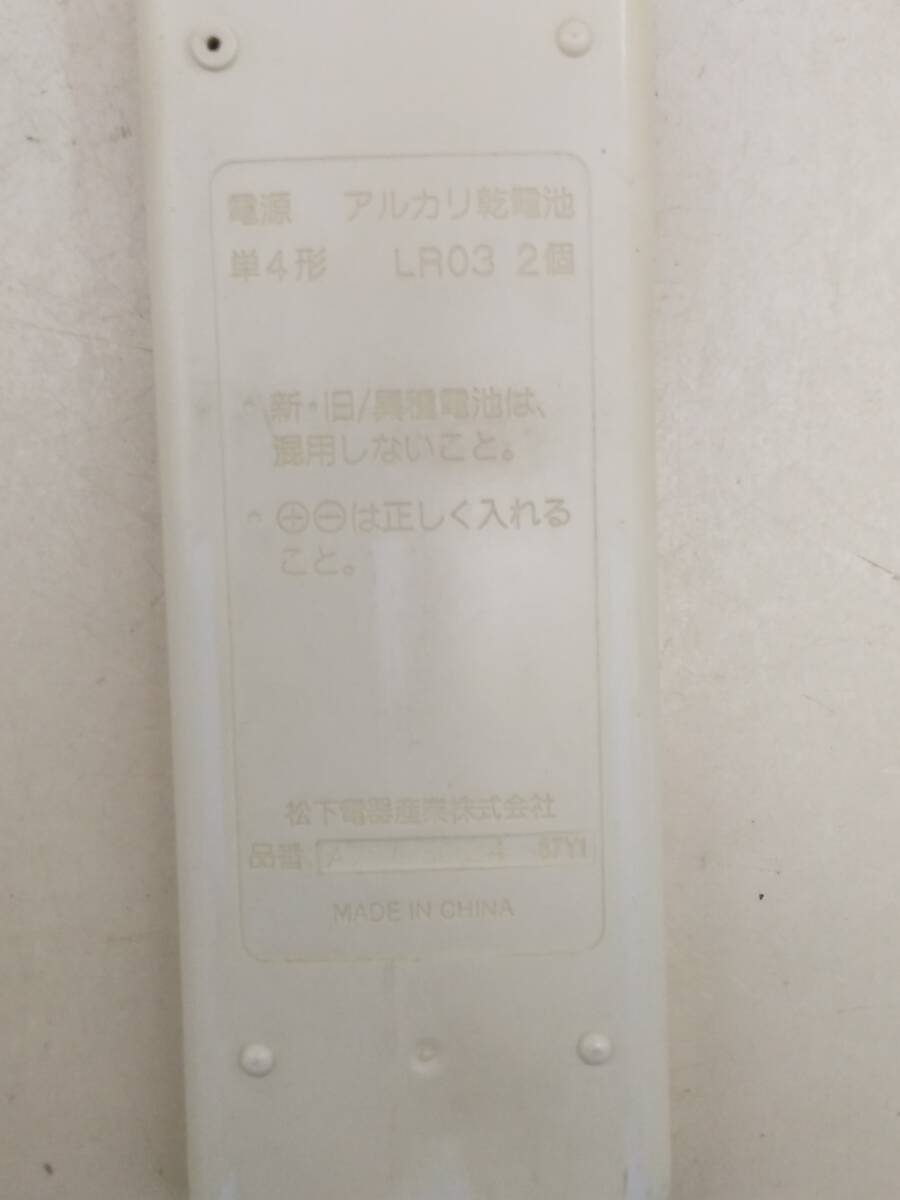 電源 アルカリ乾電池
単4形 LR03 2個
新・旧/異種電池は、
混用しないこと。
⊕⊖は正しく入れる
こと。
松下電器産業株式会社
品番 -87Y1
MADE IN CHINA